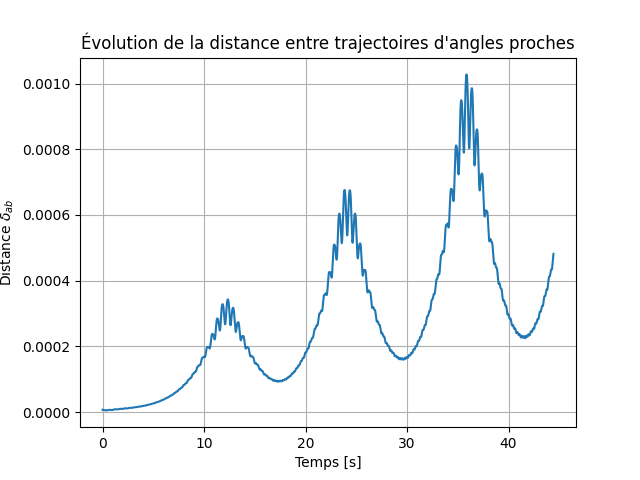 Évolution de la distance entre trajectoires d'angles proches
0.0010
0.0008
0.0006
0.0004
0.0002
0.0000
Distance δab
0 10 20 30 40
Temps [s]